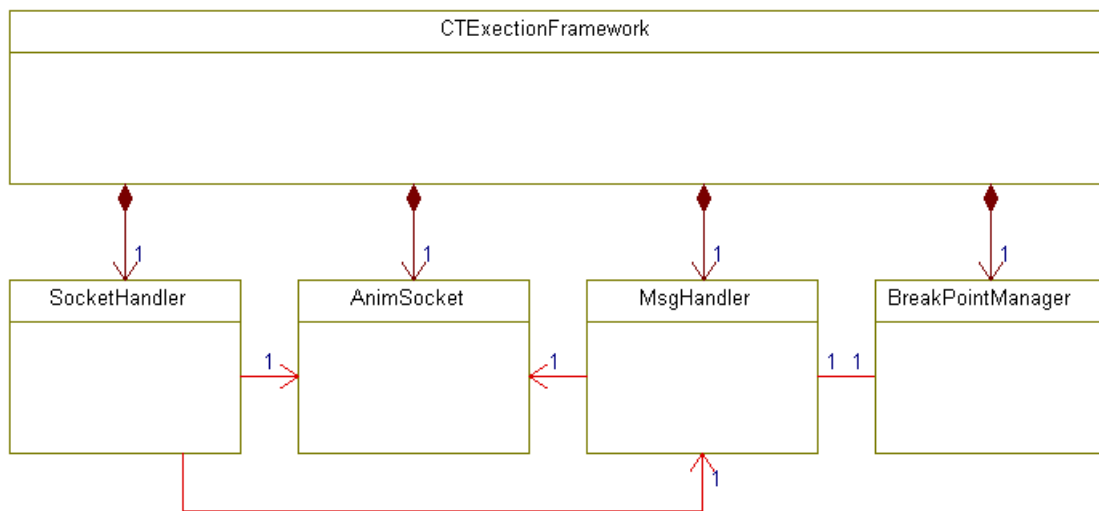 CTExectionFramework
1 1 1 1
SocketHandler AnimSocket MsgHandler BreakPointManager
1 1 1 1
1